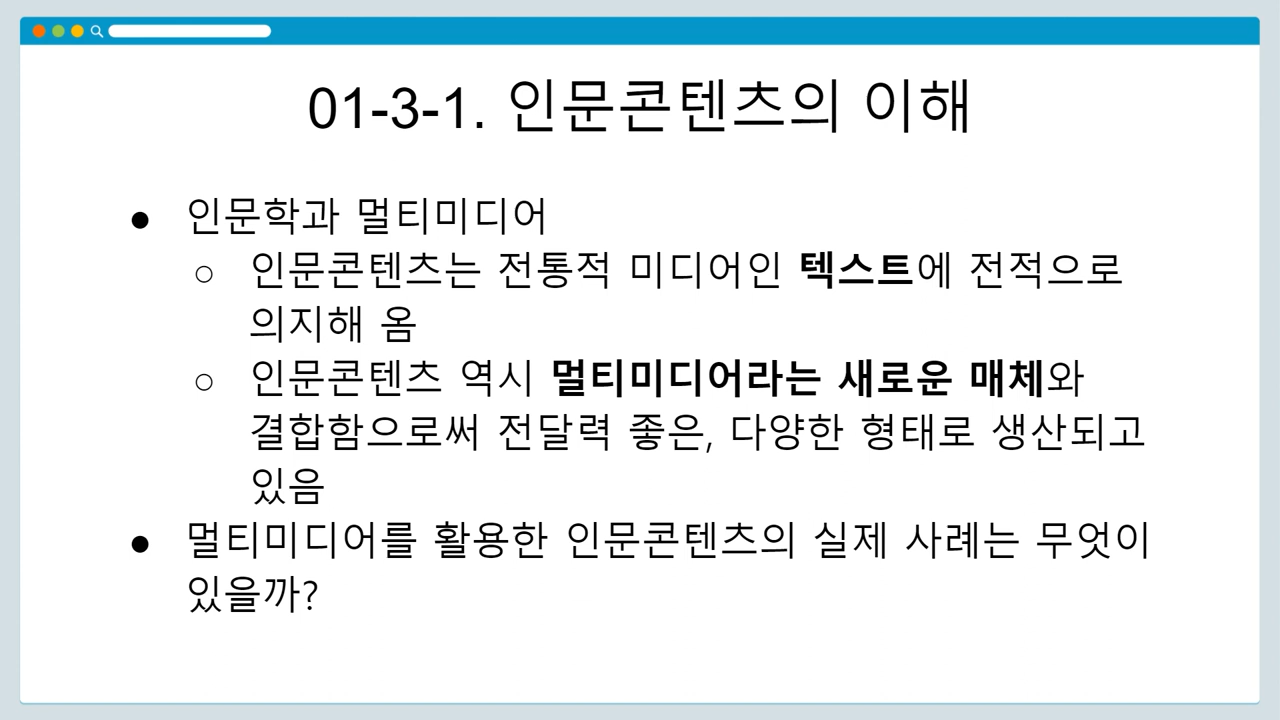 01-3-1. 인문콘텐츠의 이해
● 인문학과 멀티미디어
○ 인문콘텐츠는 전통적 미디어인 텍스트에 전적으로
의지해 옴
○ 인문콘텐츠 역시 멀티미디어라는 새로운 매체와
결합함으로써 전달력 좋은, 다양한 형태로 생산되고
있음
● 멀티미디어를 활용한 인문콘텐츠의 실제 사례는 무엇이
있을까?